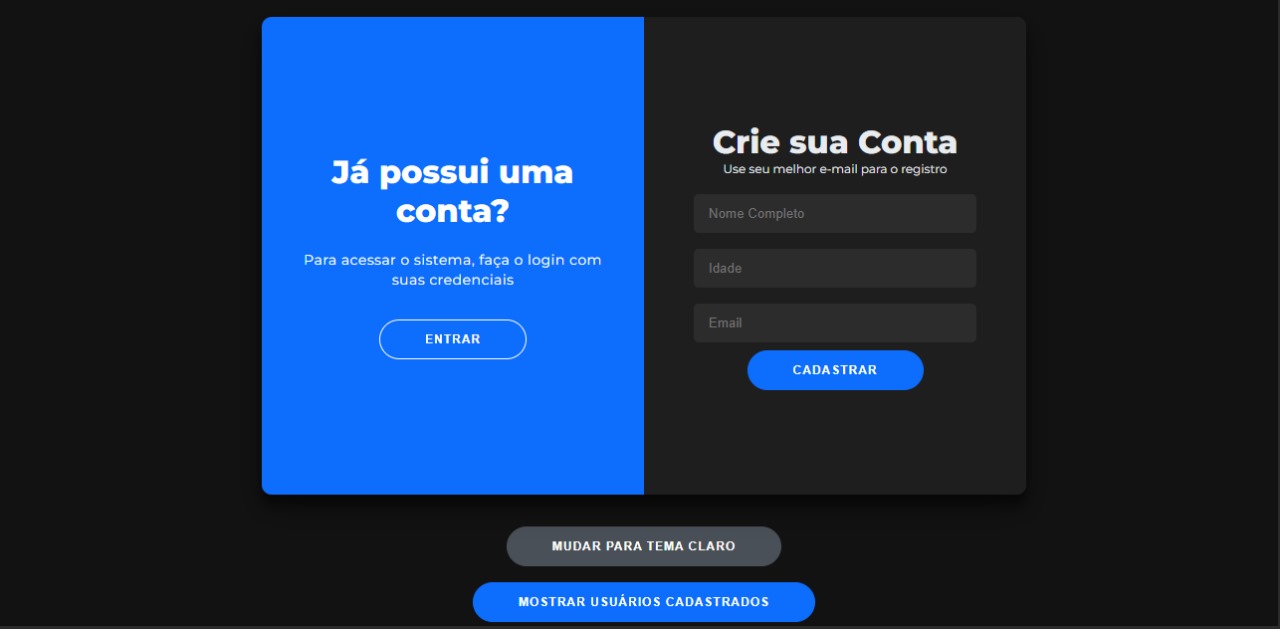 Já possui uma
conta?
Para acessar o sistema, faça o login com
suas credenciais
ENTRAR
Crie sua Conta
Use seu melhor e-mail para o registro
Nome Completo
Idade
Email
CADASTRAR
MUDAR PARA TEMA CLARO
MOSTRAR USUÁRIOS CADASTRADOS